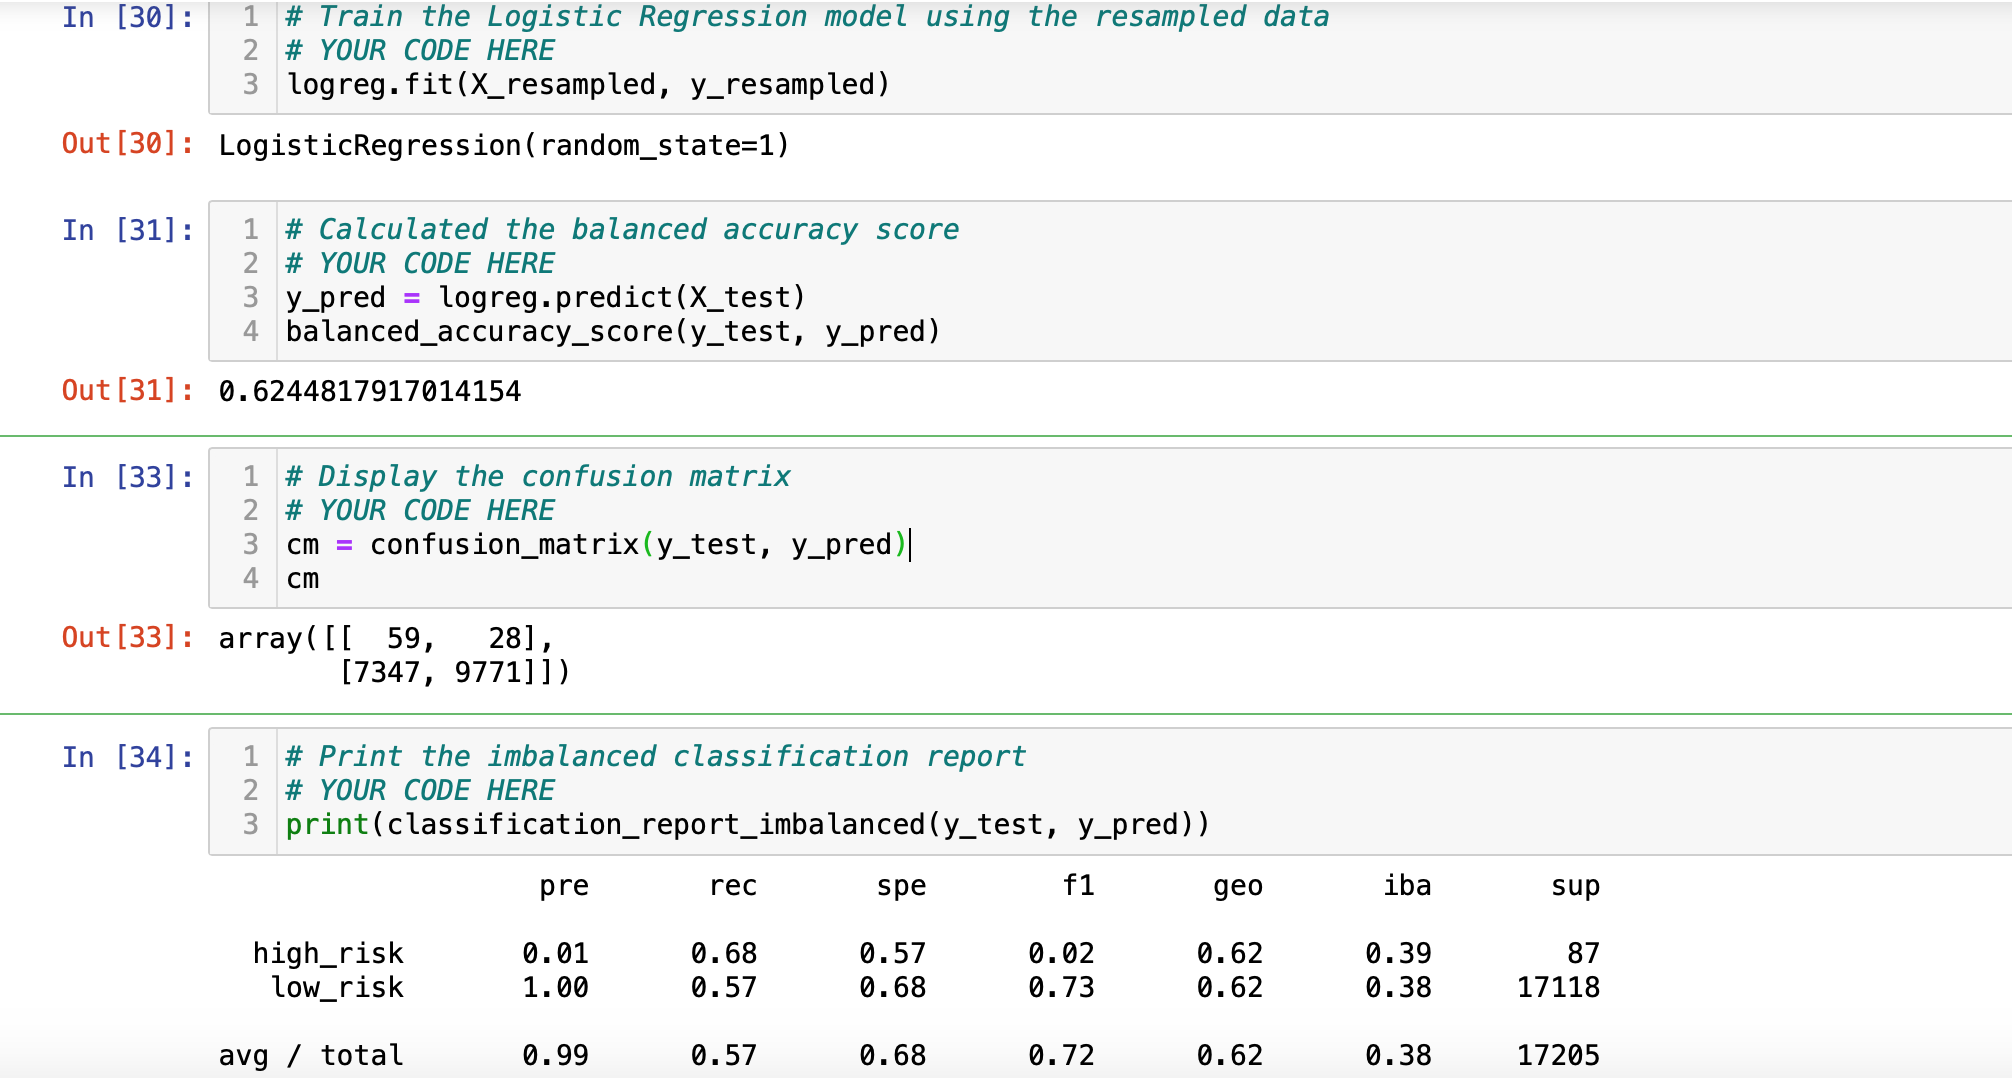 In [30]:
1 # Train the Logistic Regression model using the resampled data
2 # YOUR CODE HERE
3 logreg.fit(X_resampled, y_resampled)
Out[30]: LogisticRegression(random_state=1)
In [31]:
1 # Calculated the balanced accuracy score
2 # YOUR CODE HERE
3 y_pred = logreg.predict(X_test)
4 balanced_accuracy_score(y_test, y_pred)
Out[31]: 0.6244817917014154
In [33]:
1 # Display the confusion matrix
2 # YOUR CODE HERE
3 cm = confusion_matrix(y_test, y_pred)
4 cm
Out[33]: array([[  59,   28],
       [7347, 9771]])
In [34]:
1 # Print the imbalanced classification report
2 # YOUR CODE HERE
3 print(classification_report_imbalanced(y_test, y_pred))
pre rec spe f1 geo iba sup
high_risk 0.01 0.68 0.57 0.02 0.62 0.39 87
low_risk 1.00 0.57 0.68 0.73 0.62 0.38 17118
avg / total 0.99 0.57 0.68 0.72 0.62 0.38 17205